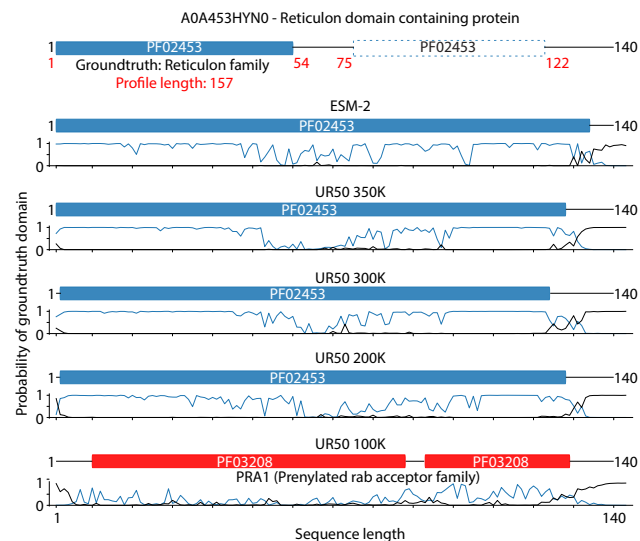 A0A453HYN0 - Reticulon domain containing protein
1 PF02453 PF02453 140
1 Groundtruth: Reticulon family 54 75 122
Profile length: 157
ESM-2
1 PF02453 140
1
0
UR50 350K
1 PF02453 140
1
0
UR50 300K
1 PF02453 140
1
0
UR50 200K
1 PF02453 140
1
0
UR50 100K
1 PF03208 PF03208 140
PRA1 (Prenylated rab acceptor family)
1
0
1 140
Sequence length
Probability of groundtruth domain